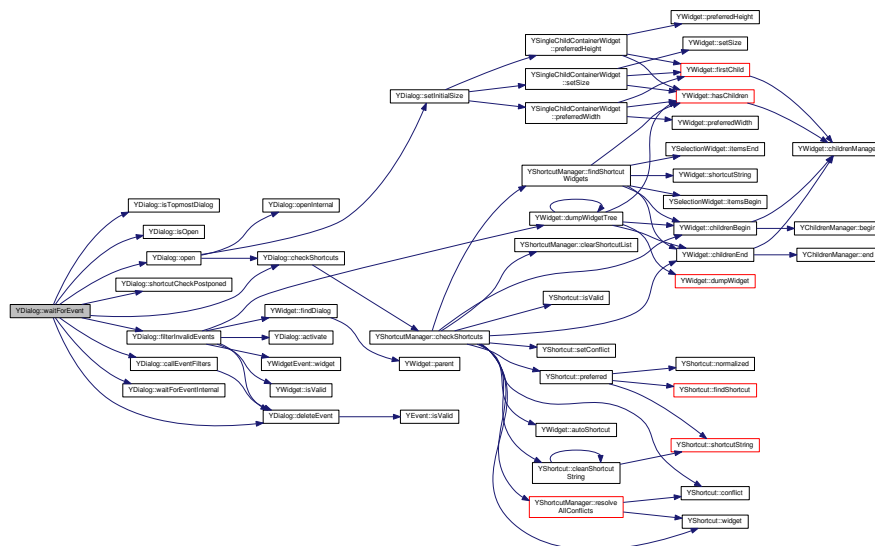 YWidget::preferredHeight
YSingleChildContainerWidget
::preferredHeight
YWidget::setSize
YWidget::firstChild
YSingleChildContainerWidget
::setSize
YDialog::setInitialSize
YWidget::hasChildren
YSingleChildContainerWidget
::preferredWidth
YWidget::preferredWidth
YWidget::childrenManager
YSelectionWidget::itemsEnd
YShortcutManager::findShortcut
Widgets
YWidget::shortcutString
YSelectionWidget::itemsBegin
YDialog::isTopmostDialog
YDialog::openInternal
YWidget::dumpWidgetTree
YWidget::childrenBegin
YChildrenManager::begin
YDialog::isOpen
YShortcutManager::clearShortcutList
YWidget::childrenEnd
YChildrenManager::end
YDialog::open
YDialog::checkShortcuts
YWidget::dumpWidget
YDialog::shortcutCheckPostponed
YShortcut::isValid
YDialog::waitForEvent
YWidget::findDialog
YDialog::filterInvalidEvents
YDialog::activate
YShortcutManager::checkShortcuts
YShortcut::setConflict
YDialog::callEventFilters
YWidgetEvent::widget
YWidget::parent
YShortcut::normalized
YShortcut::preferred
YShortcut::findShortcut
YDialog::waitForEventInternal
YWidget::isValid
YDialog::deleteEvent
YEvent::isValid
YWidget::autoShortcut
YShortcut::shortcutString
YShortcut::cleanShortcut
String
YShortcut::conflict
YShortcutManager::resolve
AllConflicts
YShortcut::widget